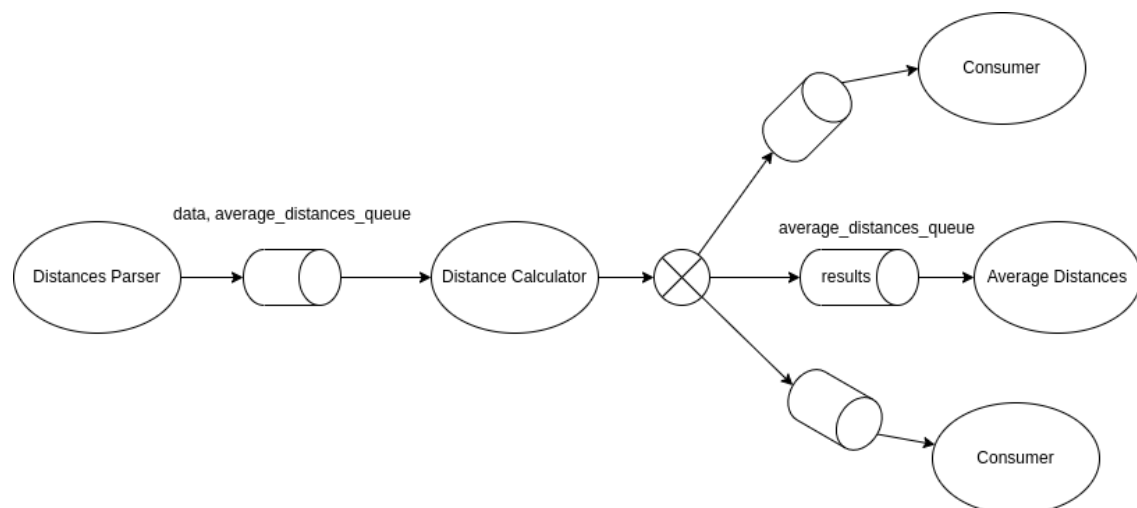 Consumer
data, average_distances_queue
average_distances_queue
Distances Parser
Distance Calculator
results
Average Distances
Consumer